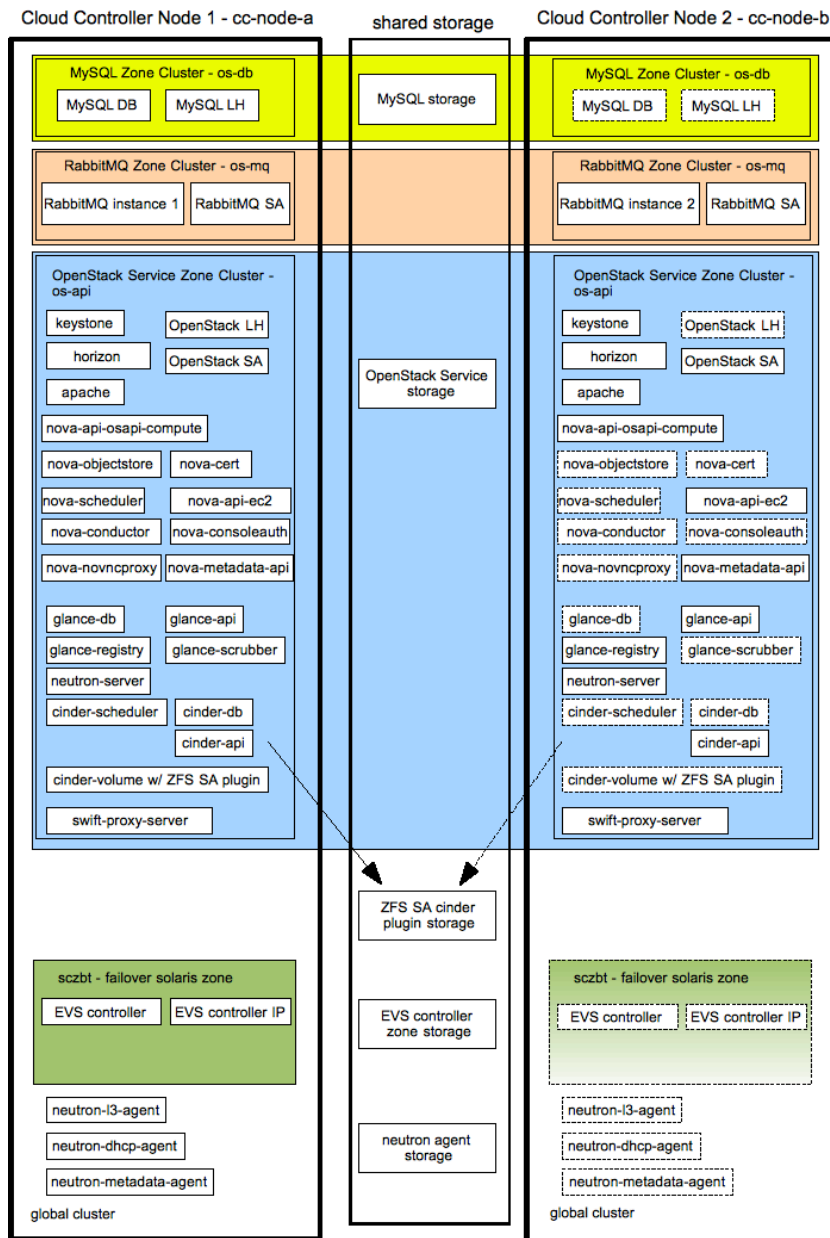 Cloud Controller Node 1 - cc-node-a
shared storage
Cloud Controller Node 2 - cc-node-b
MySQL Zone Cluster - os-db
MySQL DB
MySQL LH
MySQL storage
MySQL Zone Cluster - os-db
MySQL DB
MySQL LH
RabbitMQ Zone Cluster - os-mq
RabbitMQ instance 1
RabbitMQ SA
RabbitMQ Zone Cluster - os-mq
RabbitMQ instance 2
RabbitMQ SA
OpenStack Service Zone Cluster -
os-api
keystone
OpenStack LH
horizon
OpenStack SA
apache
nova-api-osapi-compute
nova-objectstore
nova-cert
nova-scheduler
nova-api-ec2
nova-conductor
nova-consoleauth
nova-novncproxy
nova-metadata-api
glance-db
glance-api
glance-registry
glance-scrubber
neutron-server
cinder-scheduler
cinder-db
cinder-api
cinder-volume w/ ZFS SA plugin
swift-proxy-server
OpenStack Service
storage
OpenStack Service Zone Cluster -
os-api
keystone
OpenStack LH
horizon
OpenStack SA
apache
nova-api-osapi-compute
nova-objectstore
nova-cert
nova-scheduler
nova-api-ec2
nova-conductor
nova-consoleauth
nova-novncproxy
nova-metadata-api
glance-db
glance-api
glance-registry
glance-scrubber
neutron-server
cinder-scheduler
cinder-db
cinder-api
cinder-volume w/ ZFS SA plugin
swift-proxy-server
ZFS SA cinder
plugin storage
sczbt - failover solaris zone
EVS controller
EVS controller IP
EVS controller
zone storage
sczbt - failover solaris zone
EVS controller
EVS controller IP
neutron-l3-agent
neutron-dhcp-agent
neutron-metadata-agent
global cluster
neutron agent
storage
neutron-l3-agent
neutron-dhcp-agent
neutron-metadata-agent
global cluster